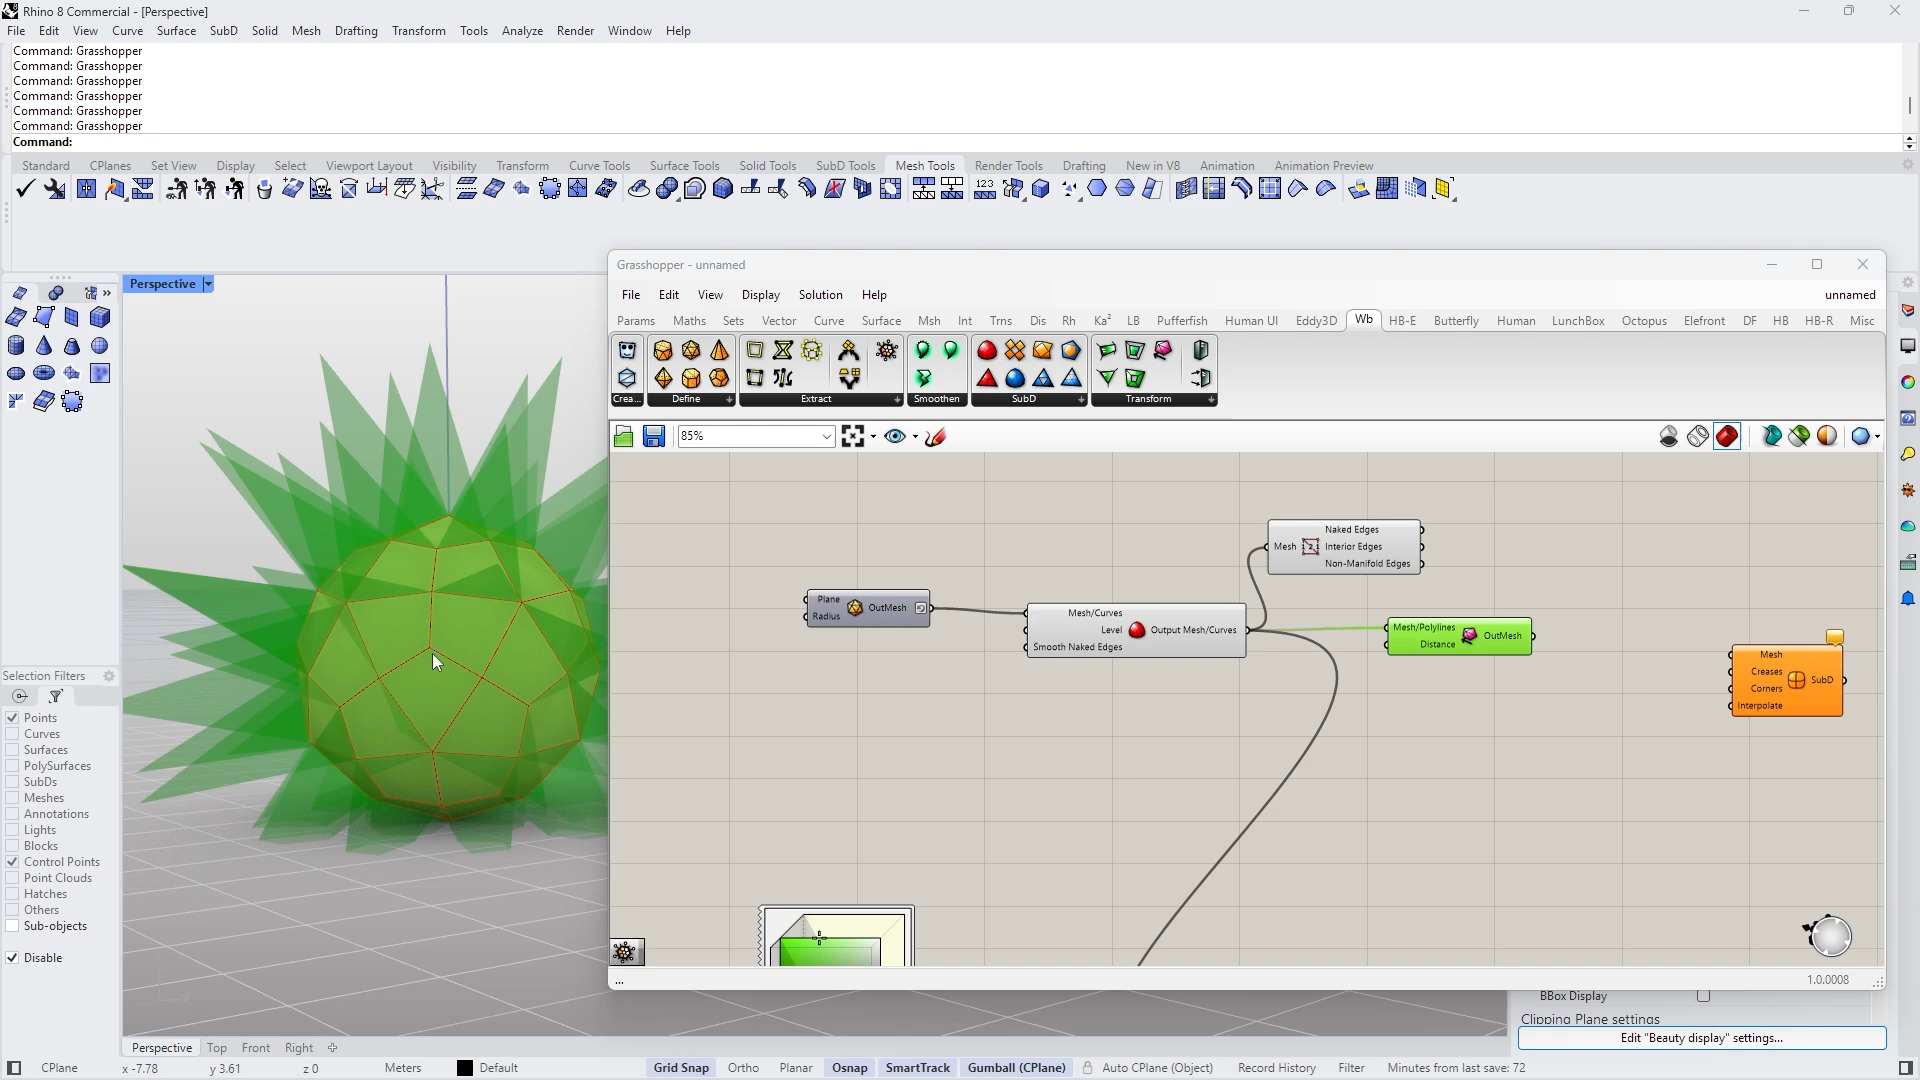 Rhino 8 Commercial - [Perspective]
File Edit View Curve Surface SubD Solid Mesh Drafting Transform Tools Analyze Render Window Help
Command: Grasshopper
Command: Grasshopper
Command: Grasshopper
Command: Grasshopper
Command: Grasshopper
Command: Grasshopper
Command:
Standard CPlanes Set View Display Select Viewport Layout Visibility Transform Curve Tools Surface Tools Solid Tools SubD Tools Mesh Tools Render Tools Drafting New in V8 Animation Animation Preview
123
Perspective
Grasshopper - unnamed
File Edit View Display Solution Help
unnamed
Params Maths Sets Vector Curve Surface Msh Int Trns Dis Rh Ka² LB Pufferfish Human UI Eddy3D Wb HB-E Butterfly Human LunchBox Octopus Elefront DF HB HB-R Misc
Crea... Define Extract Smoothen SubD Transform
85%
Naked Edges
Mesh Interior Edges
Non-Manifold Edges
Plane
Radius
OutMesh
Mesh/Curves
Level
Smooth Naked Edges
Output Mesh/Curves
Mesh/Polylines
Distance
OutMesh
Mesh
Creases
Corners
Interpolate
SubD
Selection Filters
Points
Curves
Surfaces
PolySurfaces
SubDs
Meshes
Annotations
Lights
Blocks
Control Points
Point Clouds
Hatches
Others
Sub-objects
Disable
...
1.0.0008
BBox Display
Clipping Plane settings
Edit "Beauty display" settings...
Perspective Top Front Right
CPlane x -7.78 y 3.61 z 0 Meters Default Grid Snap Ortho Planar Osnap SmartTrack Gumball (CPlane) Auto CPlane (Object) Record History Filter Minutes from last save: 72